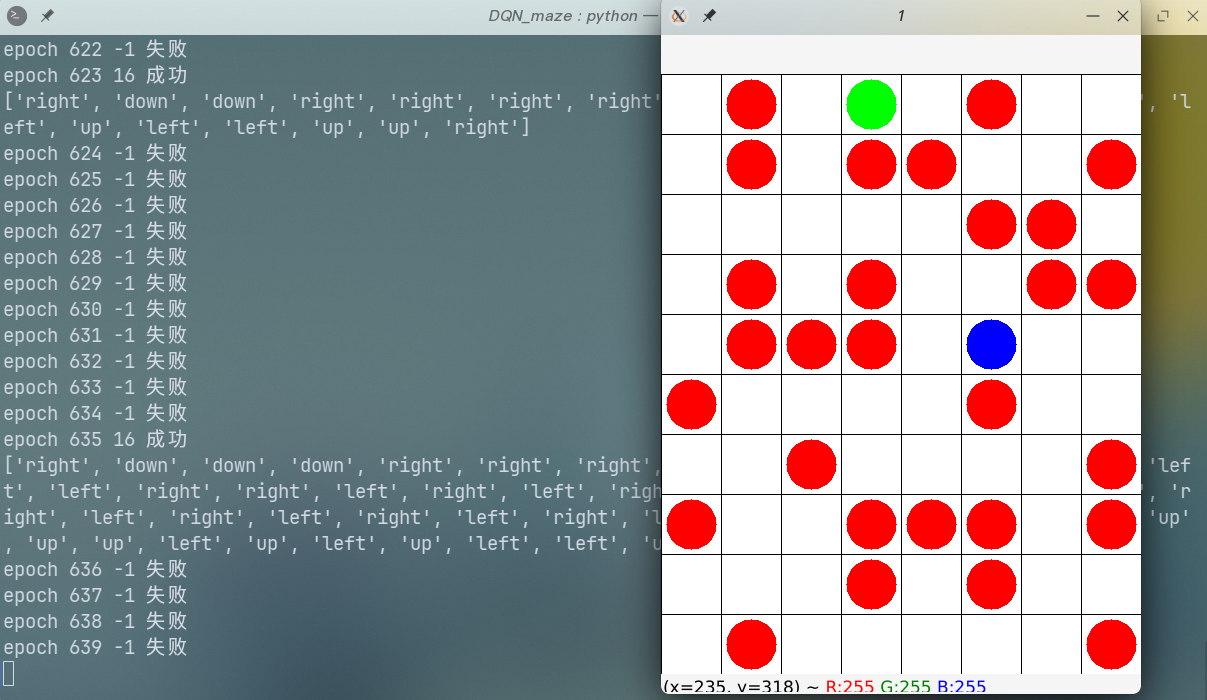 DQN_maze : python —
1
epoch 622 -1 失败
epoch 623 16 成功
['right', 'down', 'down', 'right', 'right', 'right', 'right' ', 'l
eft', 'up', 'left', 'left', 'up', 'up', 'right']
epoch 624 -1 失败
epoch 625 -1 失败
epoch 626 -1 失败
epoch 627 -1 失败
epoch 628 -1 失败
epoch 629 -1 失败
epoch 630 -1 失败
epoch 631 -1 失败
epoch 632 -1 失败
epoch 633 -1 失败
epoch 634 -1 失败
epoch 635 16 成功
['right', 'down', 'down', 'down', 'right', 'right', 'right', 'lef
t', 'left', 'right', 'right', 'left', 'right', 'left', 'righ ', 'r
ight', 'left', 'right', 'left', 'right', 'left', 'right', 'l 'up'
, 'up', 'up', 'left', 'up', 'left', 'up', 'left', 'left', 'u
epoch 636 -1 失败
epoch 637 -1 失败
epoch 638 -1 失败
epoch 639 -1 失败
(x=235, y=318) ~ R:255 G:255 B:255